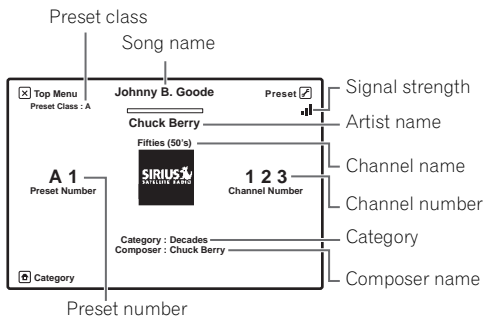 Preset class
Song name
Top Menu
Johnny B. Goode
Preset
Signal strength
Preset Class : A
Chuck Berry
Artist name
Fifties (50's)
Channel name
SIRIUS
SATELLITE RADIO
A 1
1 2 3
Preset Number
Channel Number
Channel number
Category : Decades
Category
Composer : Chuck Berry
Category
Composer name
Preset number